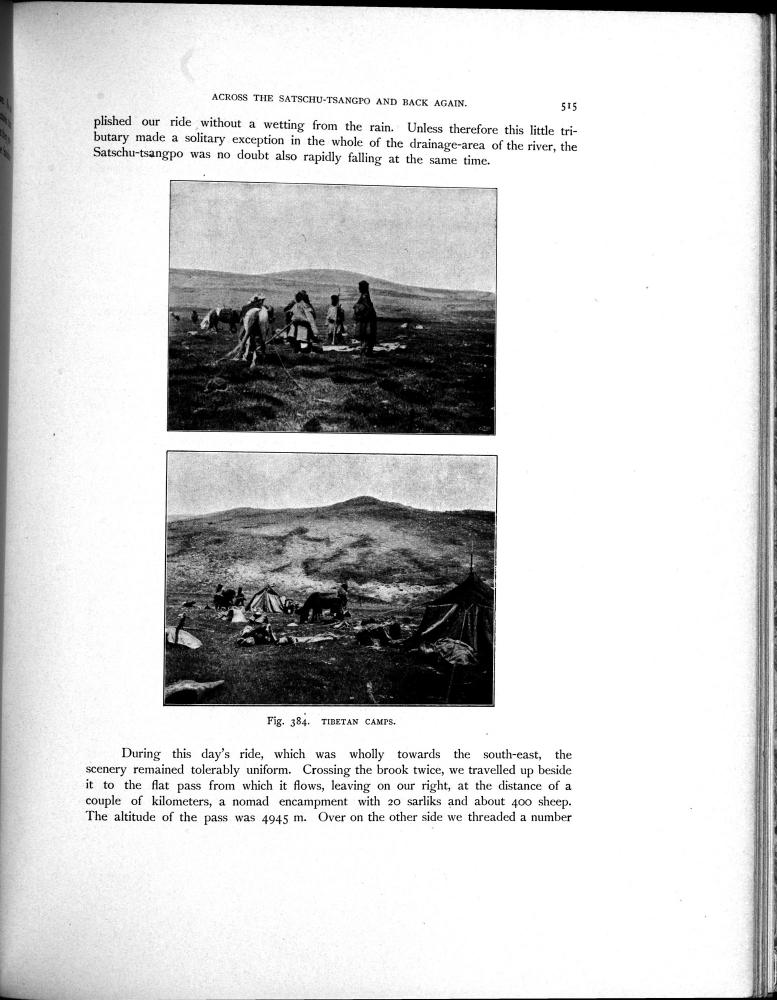 ACROSS THE SATSCHU-TSANGPO AND BACK AGAIN. 515
plished our ride without a wetting from the rain. Unless therefore this little tri-
butary made a solitary exception in the whole of the drainage-area of the river, the
Satschu-tsangpo was no doubt also rapidly falling at the same time.
Fig. 384. TIBETAN CAMPS.
During this day's ride, which was wholly towards the south-east, the
scenery remained tolerably uniform. Crossing the brook twice, we travelled up beside
it to the flat pass from which it flows, leaving on our right, at the distance of a
couple of kilometers, a nomad encampment with 20 sarliks and about 400 sheep.
The altitude of the pass was 4945 m. Over on the other side we threaded a number